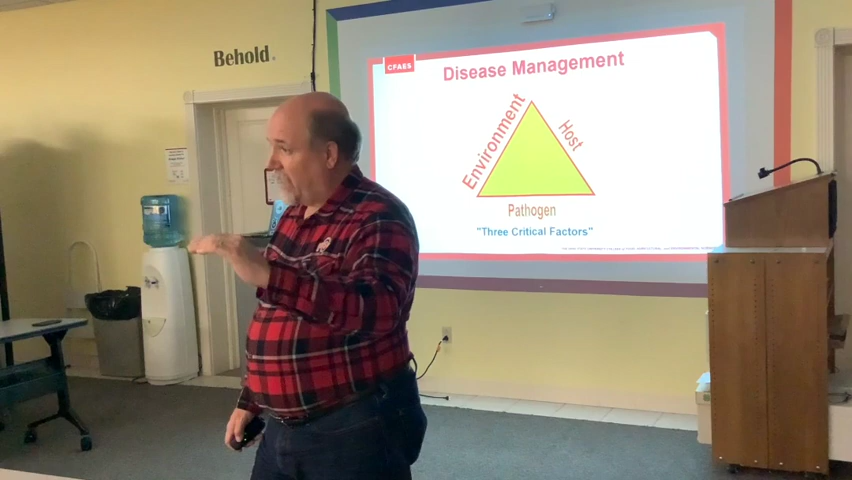 Behold.
CFAES
Disease Management
Environment
Host
Pathogen
"Three Critical Factors"